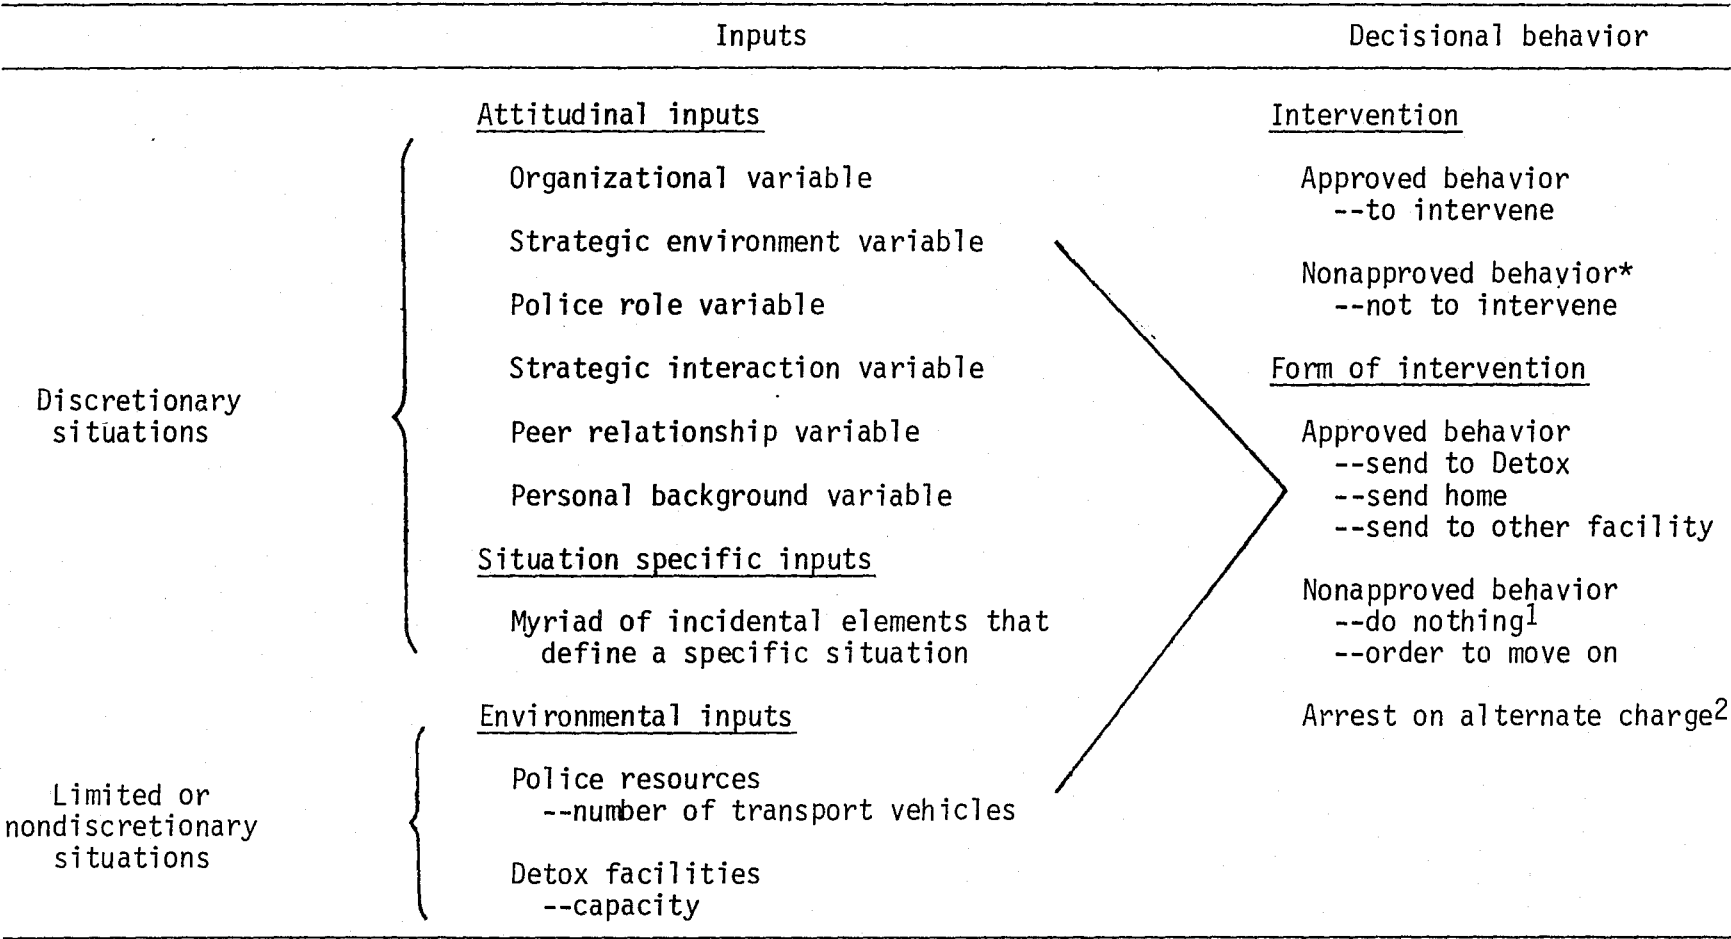 Inputs
Decisional behavior
Discretionary
situations
Limited or
nondiscretionary
situations
Attitudinal inputs
Organizational variable
Strategic environment variable
Police role variable
Strategic interaction variable
Peer relationship variable
Personal background variable
Situation specific inputs
Myriad of incidental elements that
define a specific situation
Environmental inputs
Police resources
--number of transport vehicles
Detox facilities
--capacity
Intervention
Approved behavior
--to intervene
Nonapproved behavior*
--not to intervene
Form of intervention
Approved behavior
--send to Detox
--send home
--send to other facility
Nonapproved behavior
--do nothing1
--order to move on
Arrest on alternate charge2